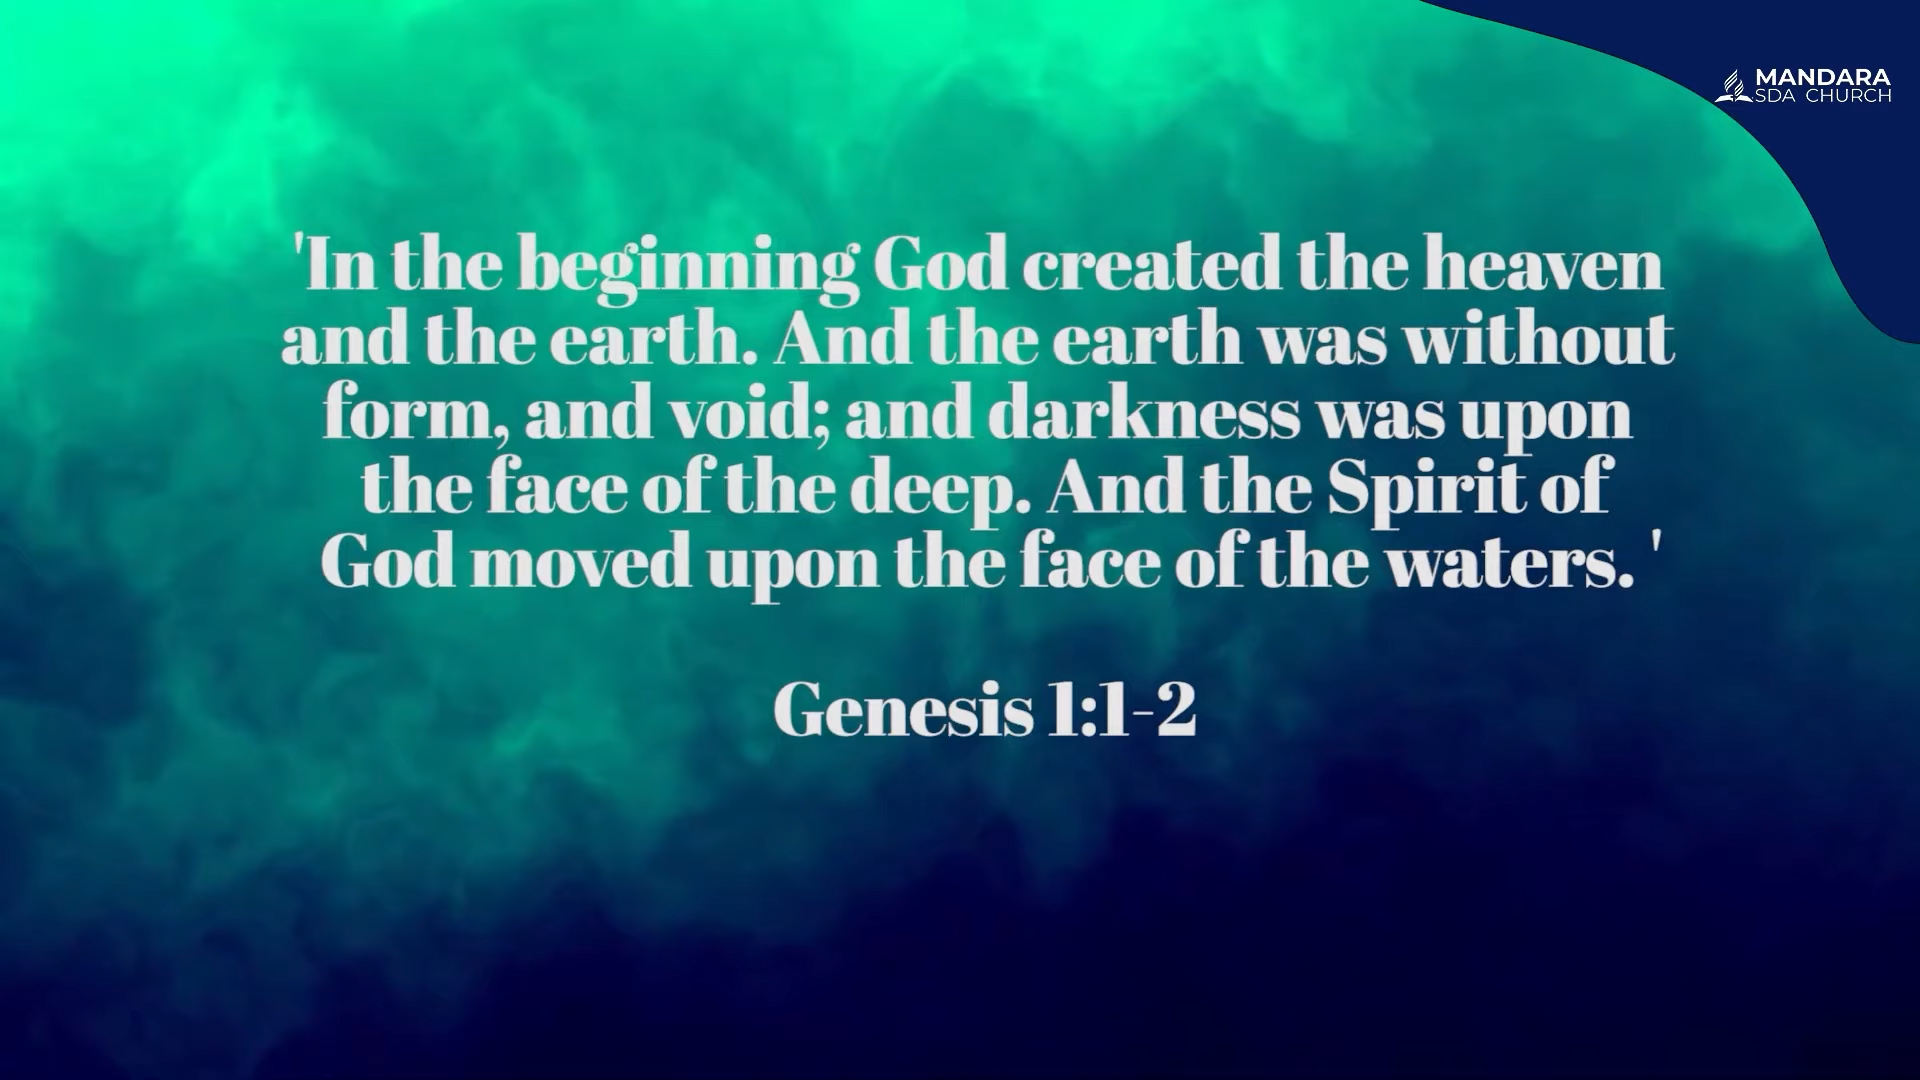 MANDARA
SDA CHURCH
'In the beginning God created the heaven
and the earth. And the earth was without
form, and void; and darkness was upon
the face of the deep. And the Spirit of
God moved upon the face of the waters. '
Genesis 1:1-2